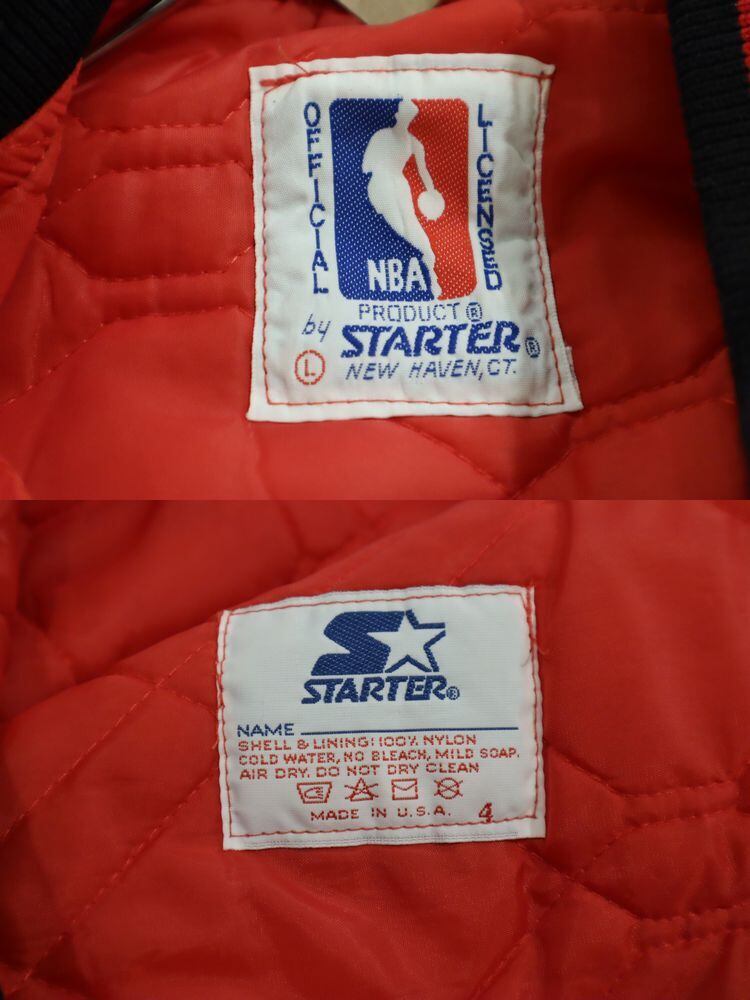 OFFICIAL
LICENSED
NBA
PRODUCT ®
by STARTER ®
L NEW HAVEN, CT.
STARTER®
NAME
SHELL & LINING: 100% NYLON
COLD WATER, NO BLEACH, MILD SOAP.
AIR DRY. DO NOT DRY CLEAN
MADE IN U.S.A. 4